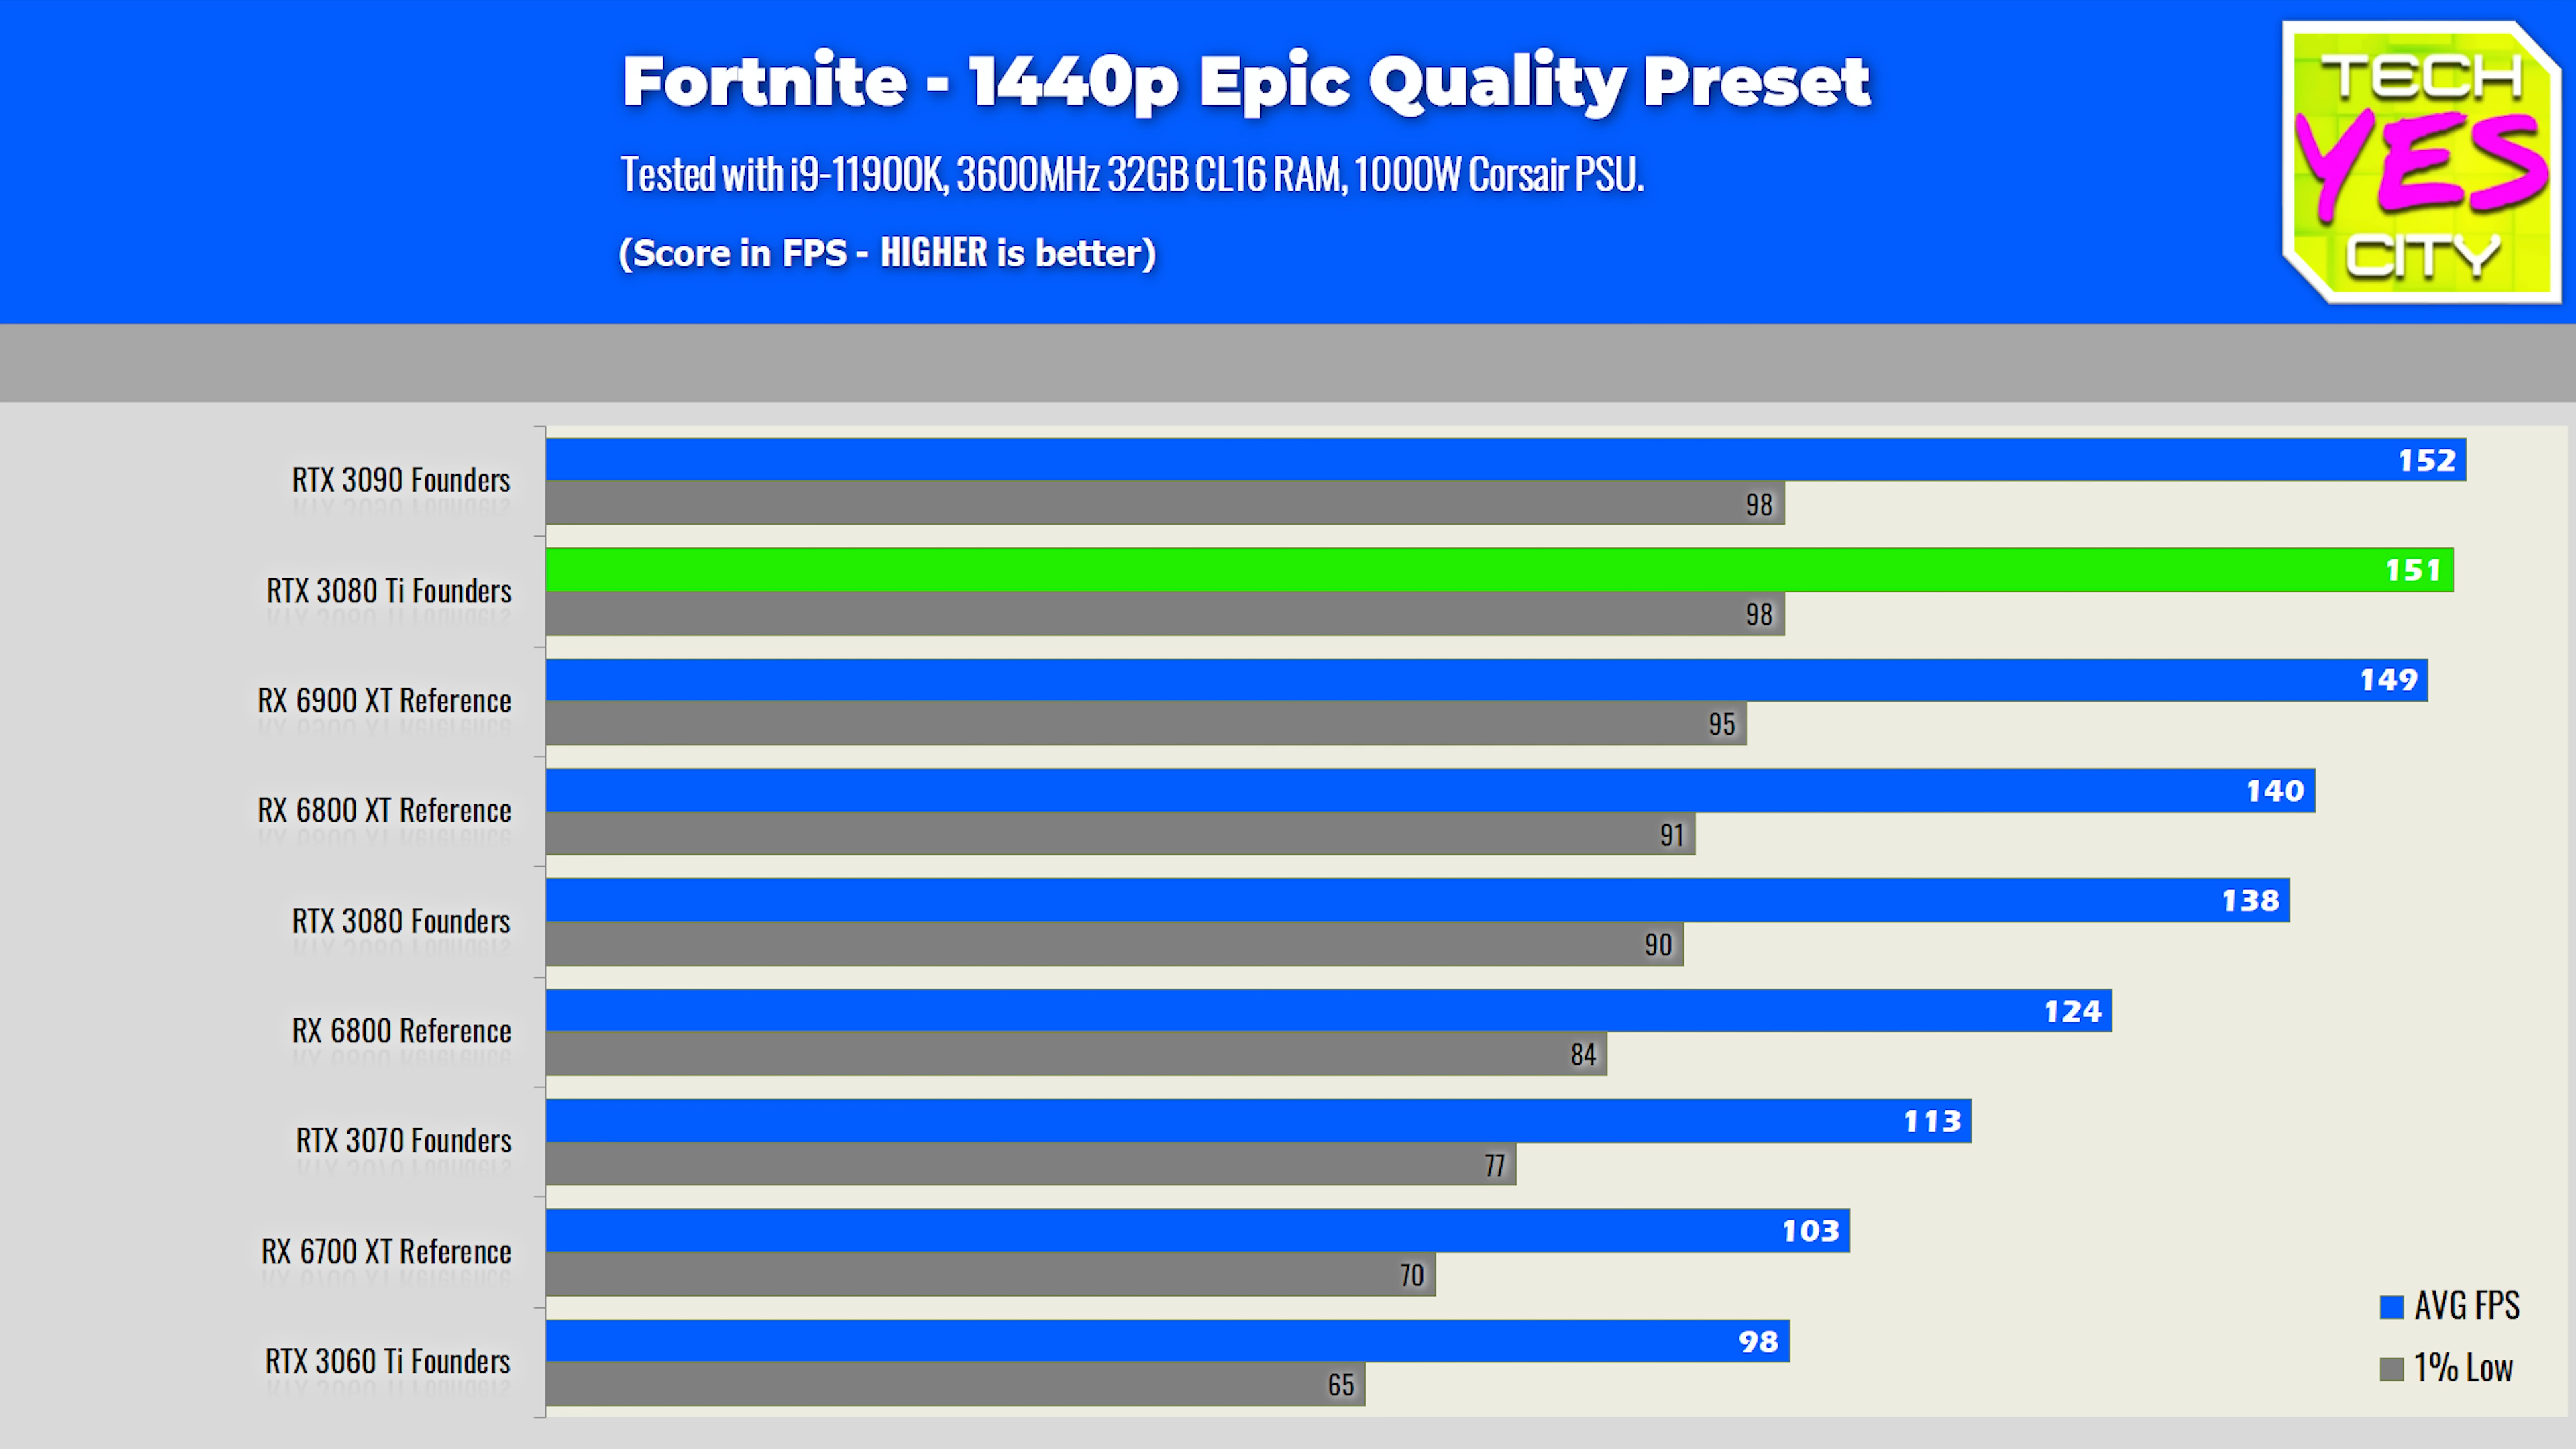 Fortnite - 1440p Epic Quality Preset
Tested with i9-11900K, 3600MHz 32GB CL16 RAM, 1000W Corsair PSU.
(Score in FPS - HIGHER is better)
TECH
YES
CITY
RTX 3090 Founders
152
98
RTX 3080 Ti Founders
151
98
RX 6900 XT Reference
149
95
RX 6800 XT Reference
140
91
RTX 3080 Founders
138
90
RX 6800 Reference
124
84
RTX 3070 Founders
113
77
RX 6700 XT Reference
103
70
RTX 3060 Ti Founders
98
65
AVG FPS
1% Low